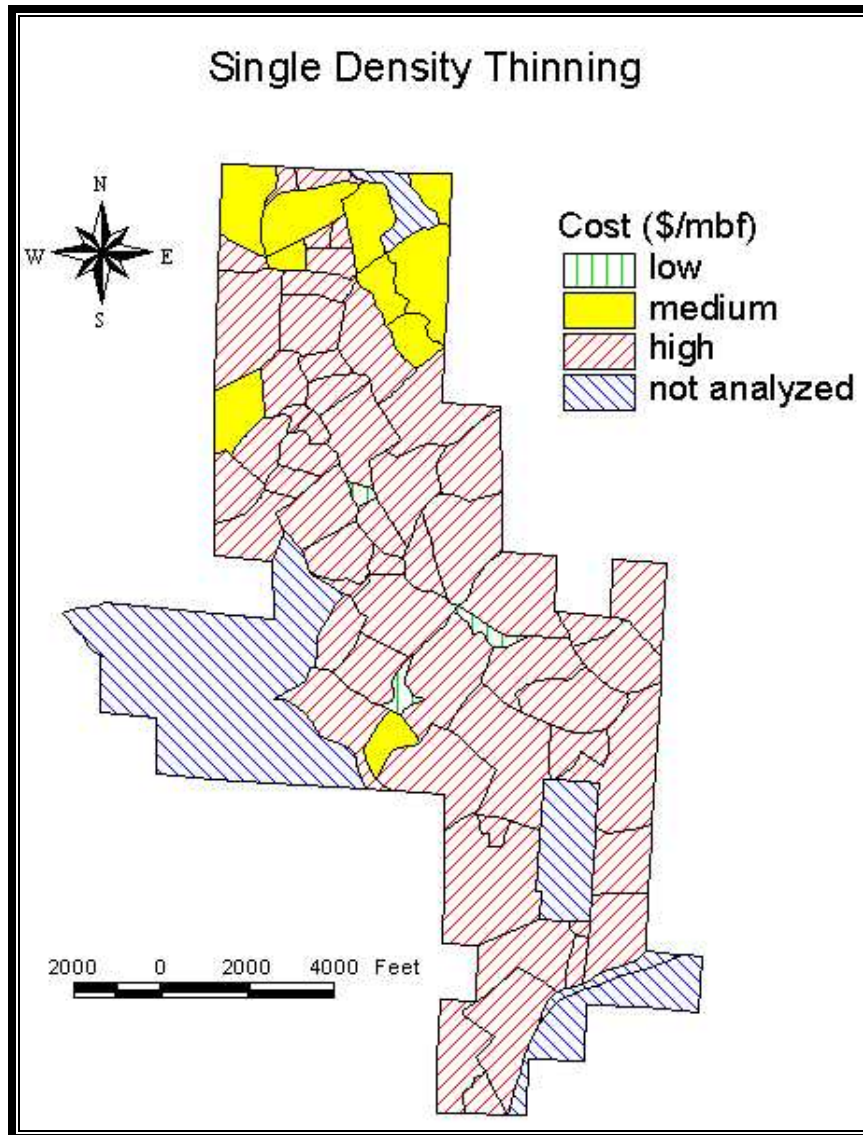 Single Density Thinning
N
W E
S
Cost ($/mbf)
low
medium
high
not analyzed
2000 0 2000 4000 Feet